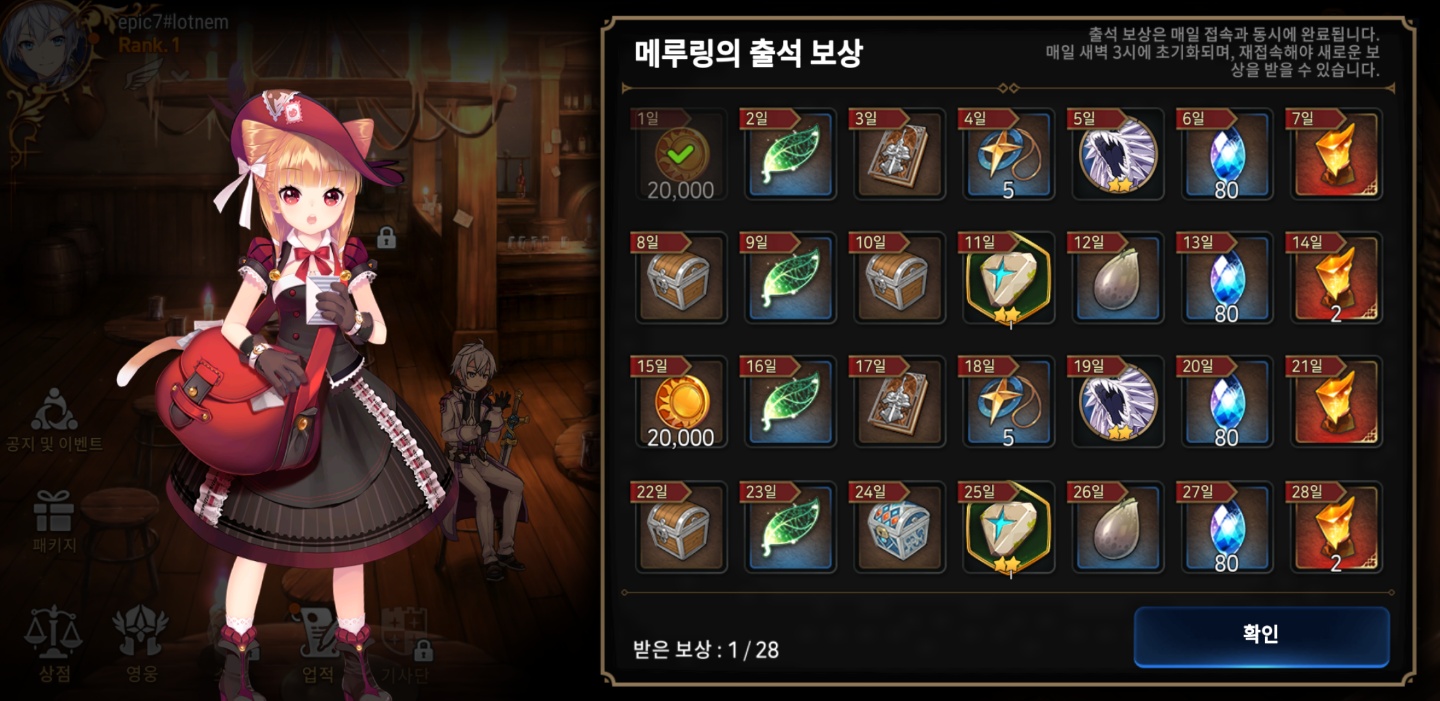 epic7#lotnem
Rank. 1
메루링의 출석 보상
출석 보상은 매일 접속과 동시에 완료됩니다.
매일 새벽 3시에 초기화되며, 재접속해야 새로운 보
상을 받을 수 있습니다.
1일 2일 3일 4일 5일 6일 7일
20,000 5 80
8일 9일 10일 11일 12일 13일 14일
1 80 2
15일 16일 17일 18일 19일 20일 21일
20,000 5 80
22일 23일 24일 25일 26일 27일 28일
1 80 2
공지 및 이벤트
패키지
상점 영웅 업적 기사단
받은 보상 : 1 / 28
확인